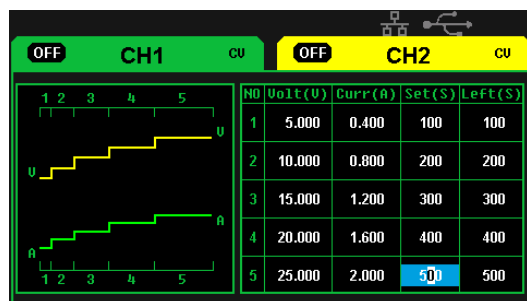 OFF CH1 CV OFF CH2 CV
1 2 3 4 5
V
V
A
A
1 2 3 4 5
NO Volt(V) Curr(A) Set(S) Left(S)
1 5.000 0.400 100 100
2 10.000 0.800 200 200
3 15.000 1.200 300 300
4 20.000 1.600 400 400
5 25.000 2.000 500 500